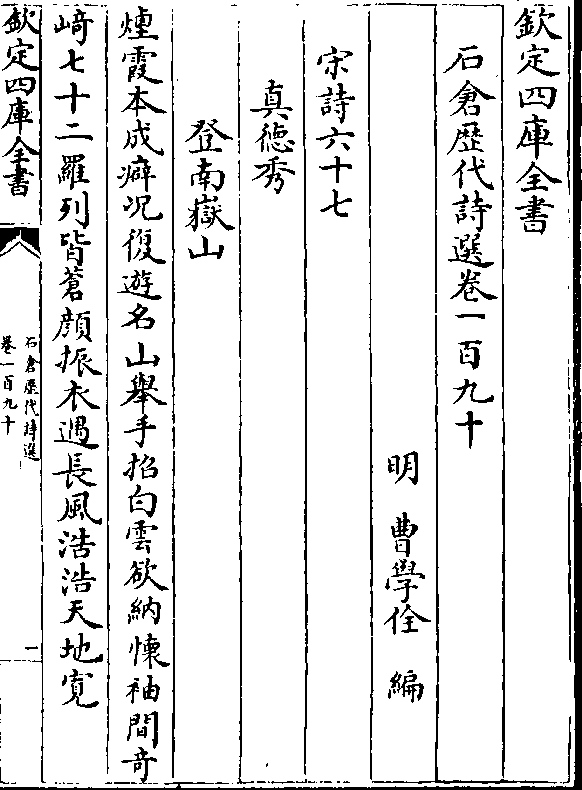 欽定四庫全書
石倉歴代詩選卷一百九十
明 曹學佺 編
宋詩六十七
真德秀
登南嶽山
煙霞本成癖况復遊名山舉手招白雲欲納懐袖間奇
﨑七十二羅列皆蒼顔振衣遇長風浩浩天地寛
欽定四庫全書
石倉歴代詩選
卷一百九十
一